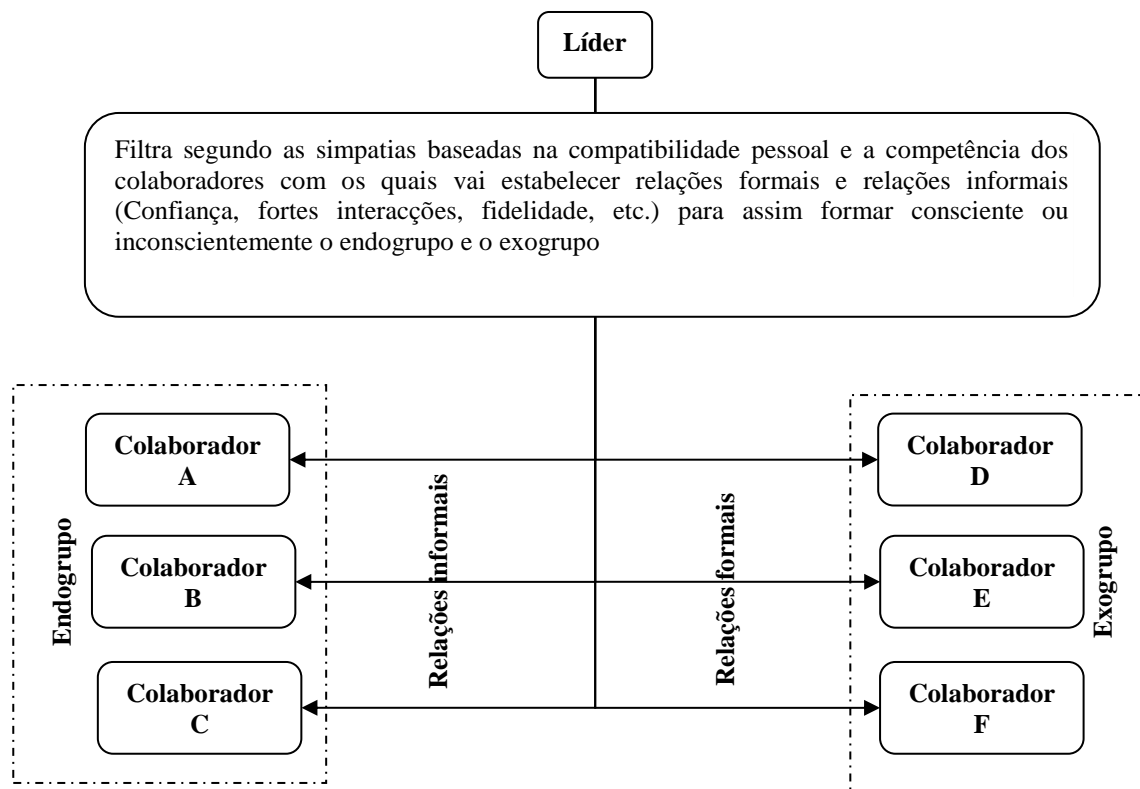 Líder
Filtra segundo as simpatias baseadas na compatibilidade pessoal e a competência dos
colaboradores com os quais vai estabelecer relações formais e relações informais
(Confiança, fortes interacções, fidelidade, etc.) para assim formar consciente ou
inconscientemente o endogrupo e o exogrupo
Endogrupo
Colaborador
A
Colaborador
B
Colaborador
C
Relações informais
Relações formais
Colaborador
D
Colaborador
E
Colaborador
F
Exogrupo